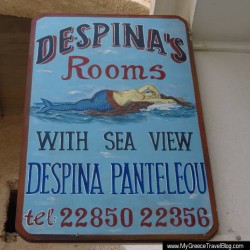 DESPINA'S
Rooms
WITH SEA VIEW
DESPINA PANTELEOU
tel 22850 22356
www.MyGreeceTravelBlog.com